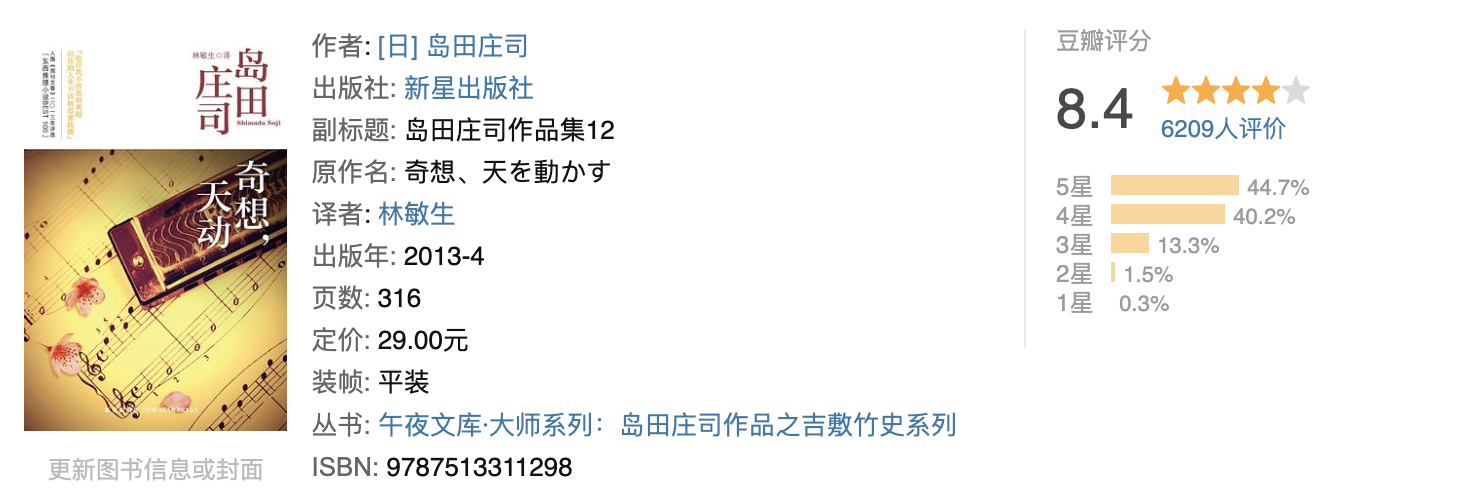 岛田
庄司
Shimada Soji
林敏生◎译
奇想，
天动
更新图书信息或封面
作者: [日] 岛田庄司
出版社: 新星出版社
副标题: 岛田庄司作品集12
原作名: 奇想、天を動かす
译者: 林敏生
出版年: 2013-4
页数: 316
定价: 29.00元
装帧: 平装
丛书: 午夜文库·大师系列：岛田庄司作品之吉敷竹史系列
ISBN: 9787513311298
豆瓣评分
8.4
6209人评价
5星 44.7%
4星 40.2%
3星 13.3%
2星 1.5%
1星 0.3%